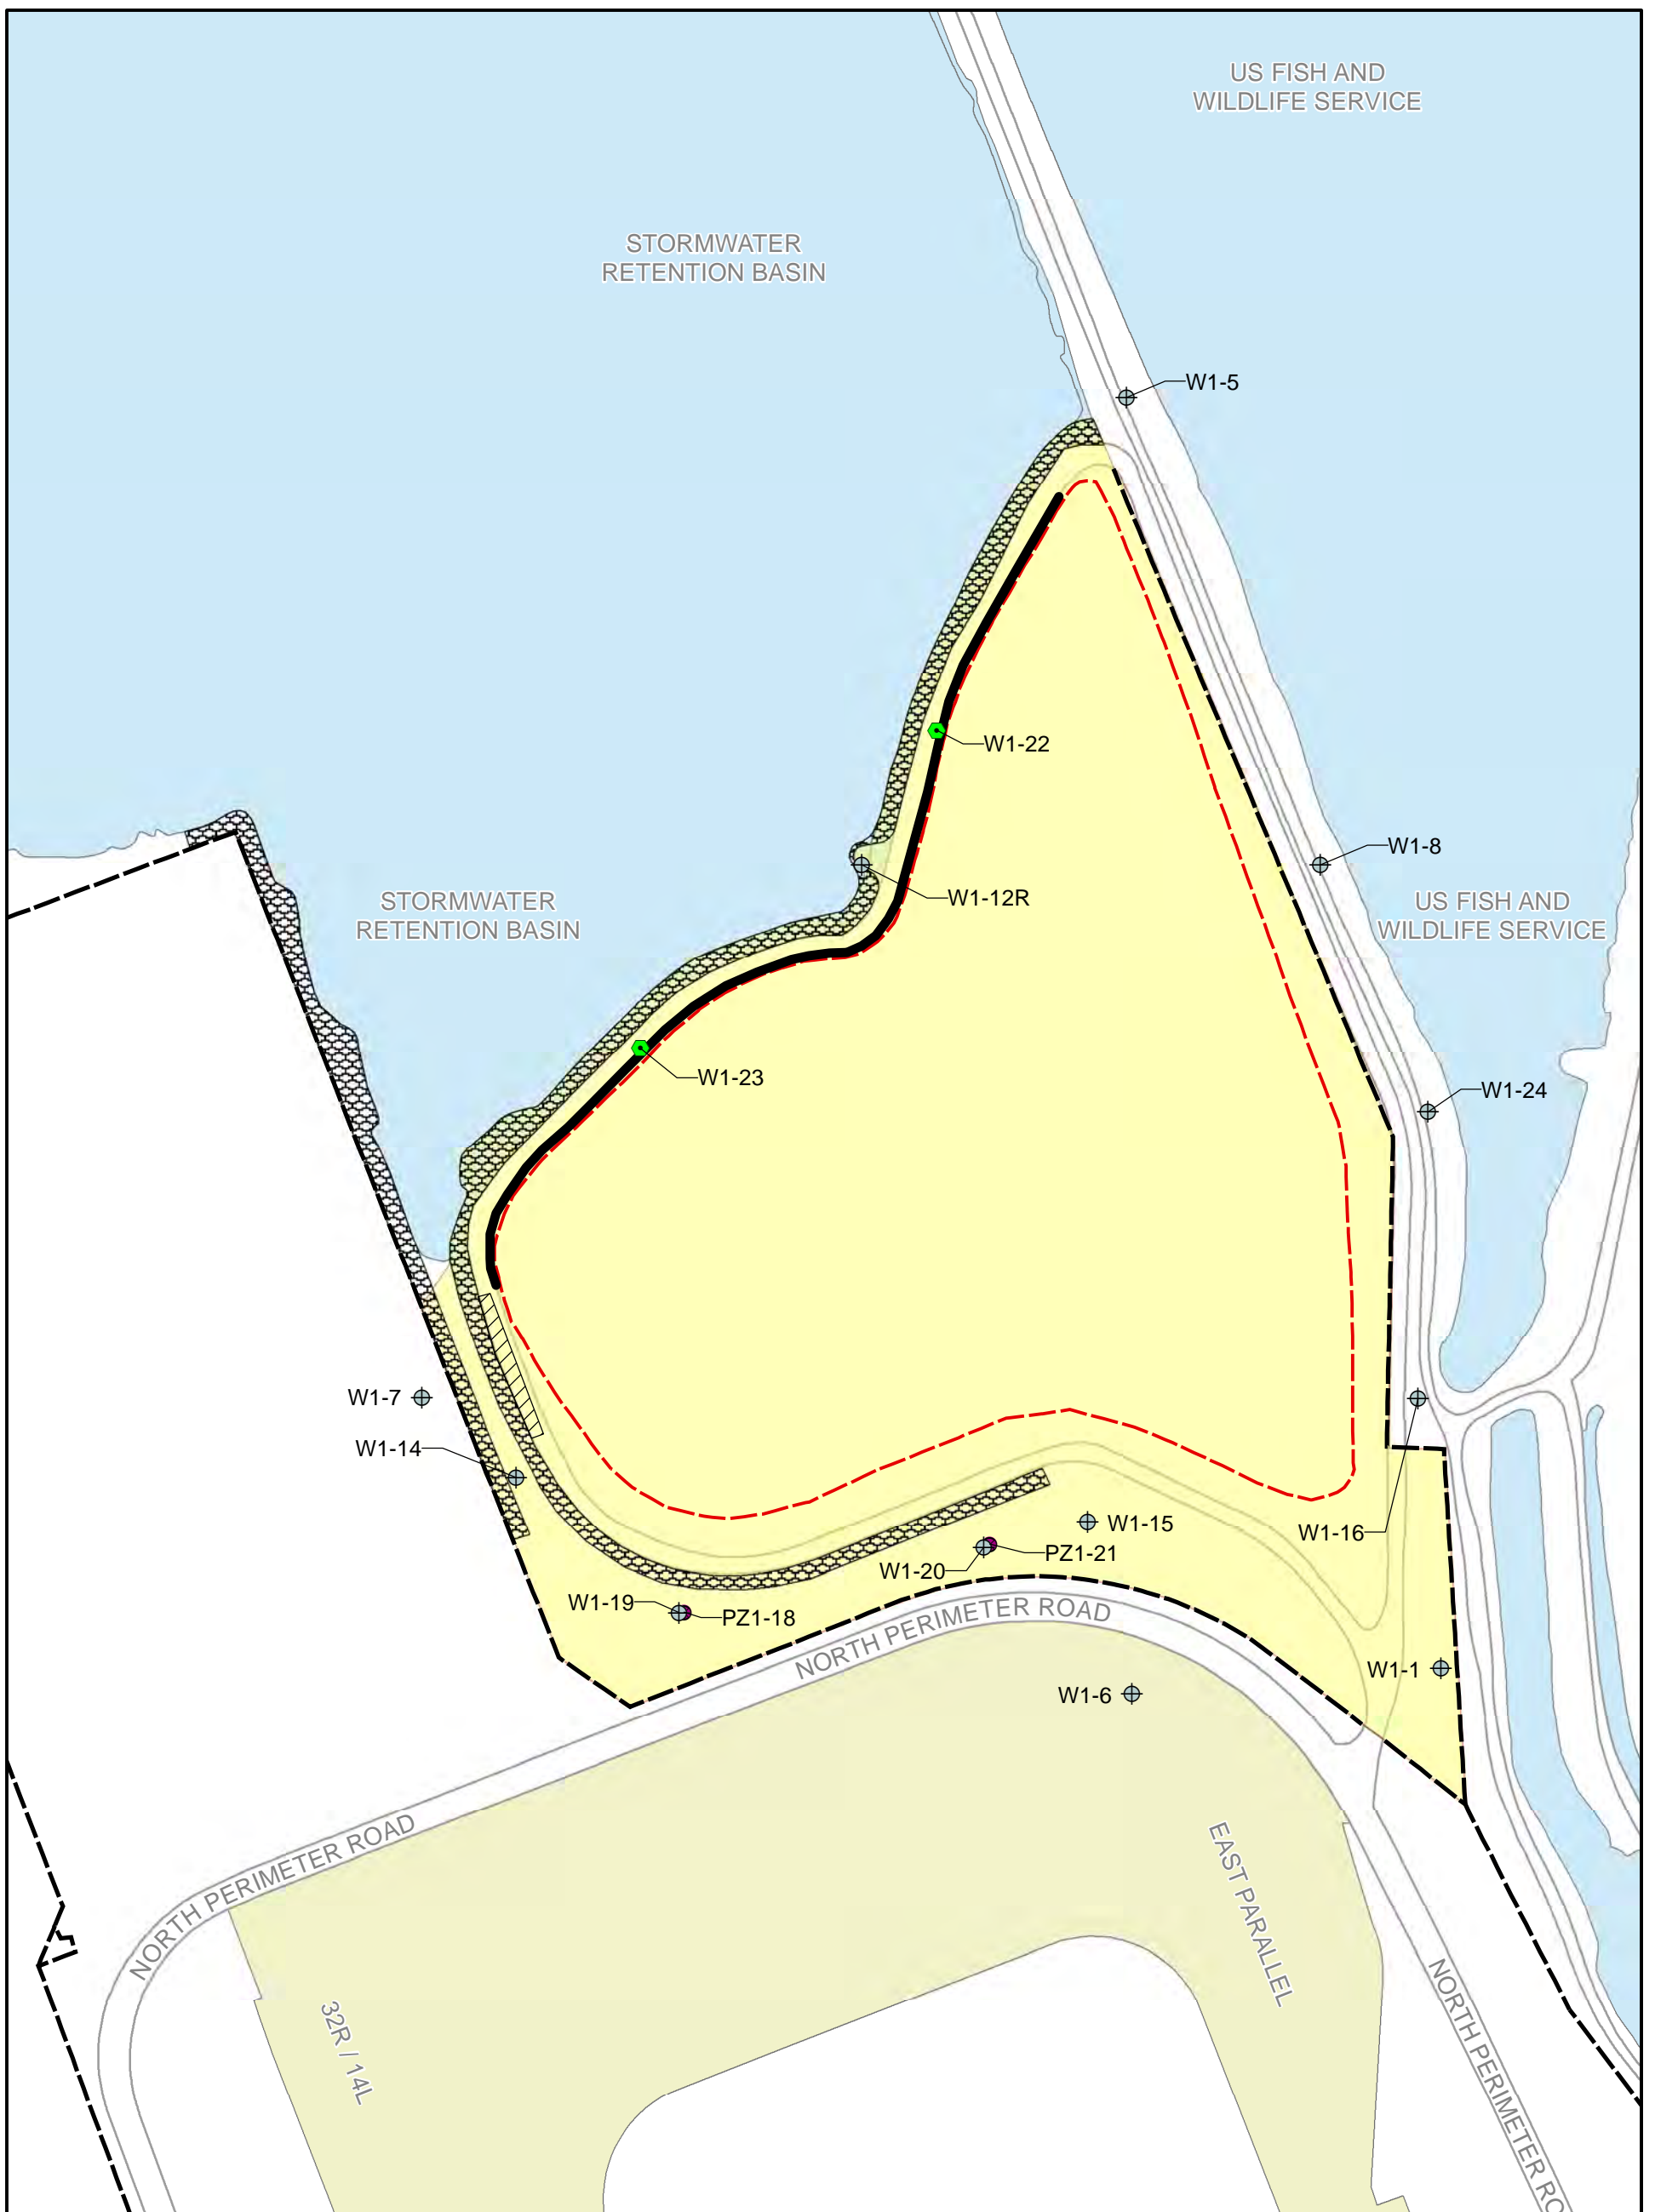 US FISH AND
WILDLIFE SERVICE
STORMWATER
RETENTION BASIN
W1-5
W1-22
W1-8
W1-12R
STORMWATER
RETENTION BASIN
US FISH AND
WILDLIFE SERVICE
W1-23
W1-24
W1-7
W1-14
W1-15
W1-16
PZ1-21
W1-20
W1-19
PZ1-18
NORTH PERIMETER ROAD
W1-1
W1-6
NORTH PERIMETER ROAD
EAST PARALLEL
32R / 14L
NORTH PERIMETER RO